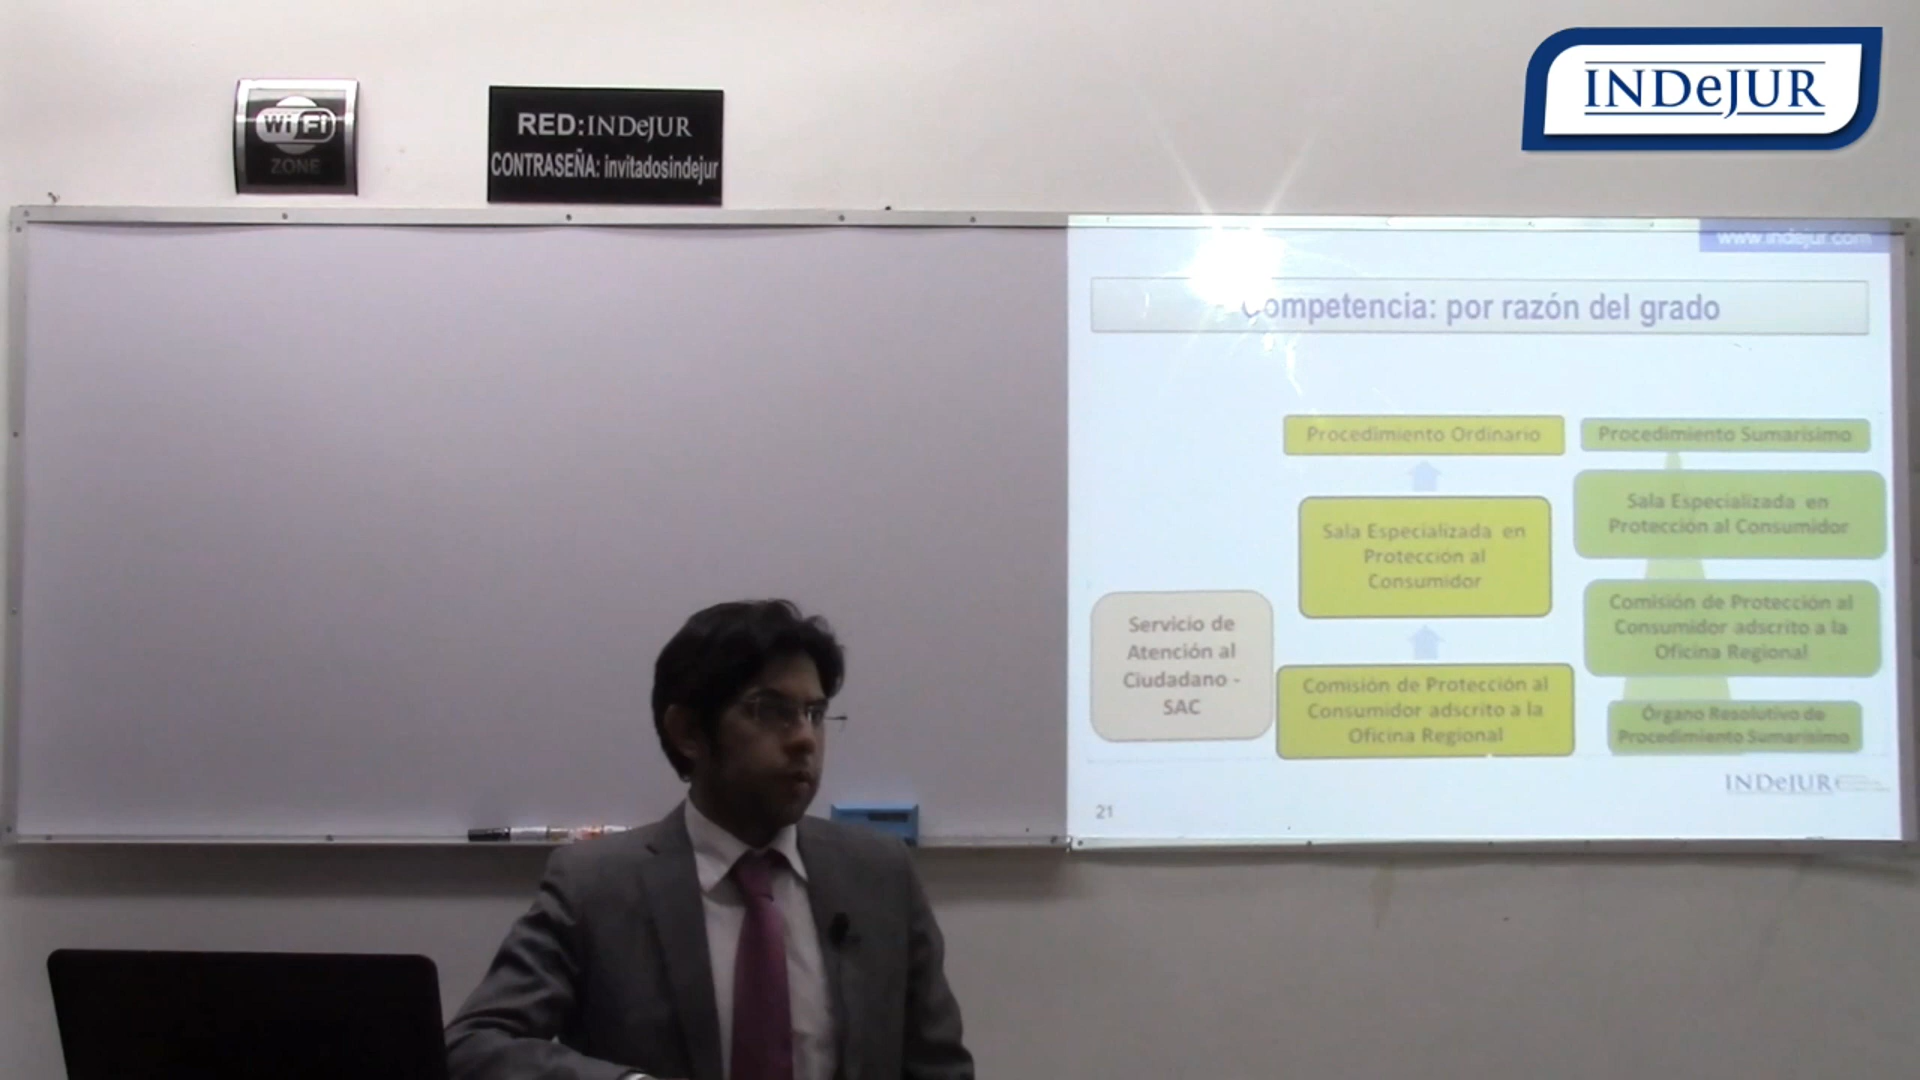 INDeJUR
WiFi
ZONE
RED:INDeJUR
CONTRASEÑA: invitadosindejur
www.indejur.com
Competencia: por razón del grado
Procedimiento Ordinario
Sala Especializada en
Protección al
Consumidor
Comisión de Protección al
Consumidor adscrito a la
Oficina Regional
Procedimiento Sumarísimo
Sala Especializada en
Protección al Consumidor
Comisión de Protección al
Consumidor adscrito a la
Oficina Regional
Órgano Resolutivo de
Procedimiento Sumarísimo
Servicio de
Atención al
Ciudadano -
SAC
INDeJUR
21